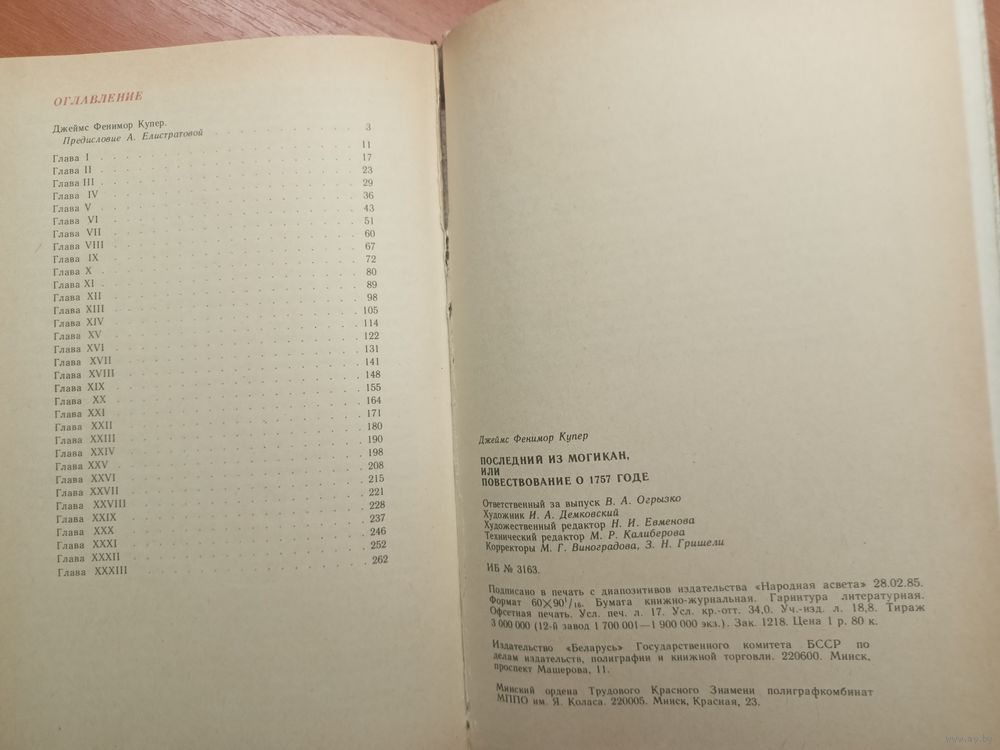 ОГЛАВЛЕНИЕ
Джеймс Фенимор Купер.
Предисловие А. Елистратовой . . . . . . . . . . 3
Глава I . . . . . . . . . . 11
Глава II . . . . . . . . . . 17
Глава III . . . . . . . . . . 23
Глава IV . . . . . . . . . . 29
Глава V . . . . . . . . . . 36
Глава VI . . . . . . . . . . 43
Глава VII . . . . . . . . . . 51
Глава VIII . . . . . . . . . . 60
Глава IX . . . . . . . . . . 67
Глава X . . . . . . . . . . 72
Глава XI . . . . . . . . . . 80
Глава XII . . . . . . . . . . 89
Глава XIII . . . . . . . . . . 98
Глава XIV . . . . . . . . . . 105
Глава XV . . . . . . . . . . 114
Глава XVI . . . . . . . . . . 122
Глава XVII . . . . . . . . . . 131
Глава XVIII . . . . . . . . . . 141
Глава XIX . . . . . . . . . . 148
Глава XX . . . . . . . . . . 155
Глава XXI . . . . . . . . . . 164
Глава XXII . . . . . . . . . . 171
Глава XXIII . . . . . . . . . . 180
Глава XXIV . . . . . . . . . . 190
Глава XXV . . . . . . . . . . 198
Глава XXVI . . . . . . . . . . 208
Глава XXVII . . . . . . . . . . 215
Глава XXVIII . . . . . . . . . . 221
Глава XXIX . . . . . . . . . . 228
Глава XXX . . . . . . . . . . 237
Глава XXXI . . . . . . . . . . 246
Глава XXXII . . . . . . . . . . 252
Глава XXXIII . . . . . . . . . . 262
Джеймс Фенимор Купер
ПОСЛЕДНИЙ ИЗ МОГИКАН,
ИЛИ
ПОВЕСТВОВАНИЕ О 1757 ГОДЕ
Ответственный за выпуск В. А. Огрызко
Художник И. А. Демковский
Художественный редактор Н. И. Евменова
Технический редактор М. Р. Калиберова
Корректоры М. Г. Виноградова, З. Н. Гришели
ИБ № 3163.
Подписано в печать с диапозитивов издательства «Народная асвета» 28.02.85.
Формат 60×90¹/₁₆. Бумага книжно-журнальная. Гарнитура литературная.
Офсетная печать. Усл. печ. л. 17. Усл. кр.-отт. 34,0. Уч.-изд. л. 18,8. Тираж
3 000 000 (12-й завод 1 700 001—1 900 000 экз.). Зак. 1218. Цена 1 р. 80 к.
Издательство «Беларусь» Государственного комитета БССР по
делам издательств, полиграфии и книжной торговли. 220600. Минск,
проспект Машерова, 11.
Минский ордена Трудового Красного Знамени полиграфкомбинат
МППО им. Я. Коласа. 220005. Минск, Красная, 23.